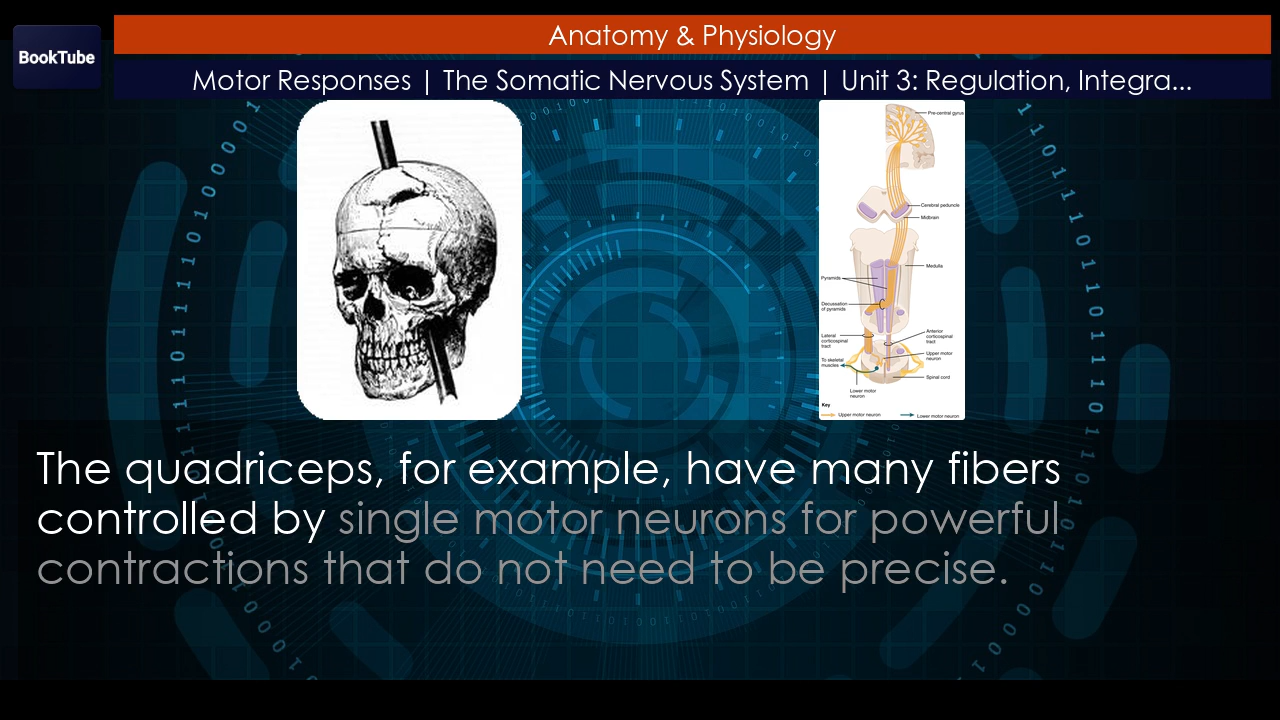 Anatomy & Physiology
BookTube
Motor Responses | The Somatic Nervous System | Unit 3: Regulation, Integra...
Pre-central gyrus
Cerebral peduncle
Midbrain
Medulla
Pyramids
Decussation
of pyramids
Lateral
corticospinal
tract
Anterior
corticospinal
tract
To skeletal
muscles
Upper motor
neuron
Spinal cord
Lower motor
neuron
Key
Upper motor neuron
Lower motor neuron
The quadriceps, for example, have many fibers
controlled by single motor neurons for powerful
contractions that do not need to be precise.